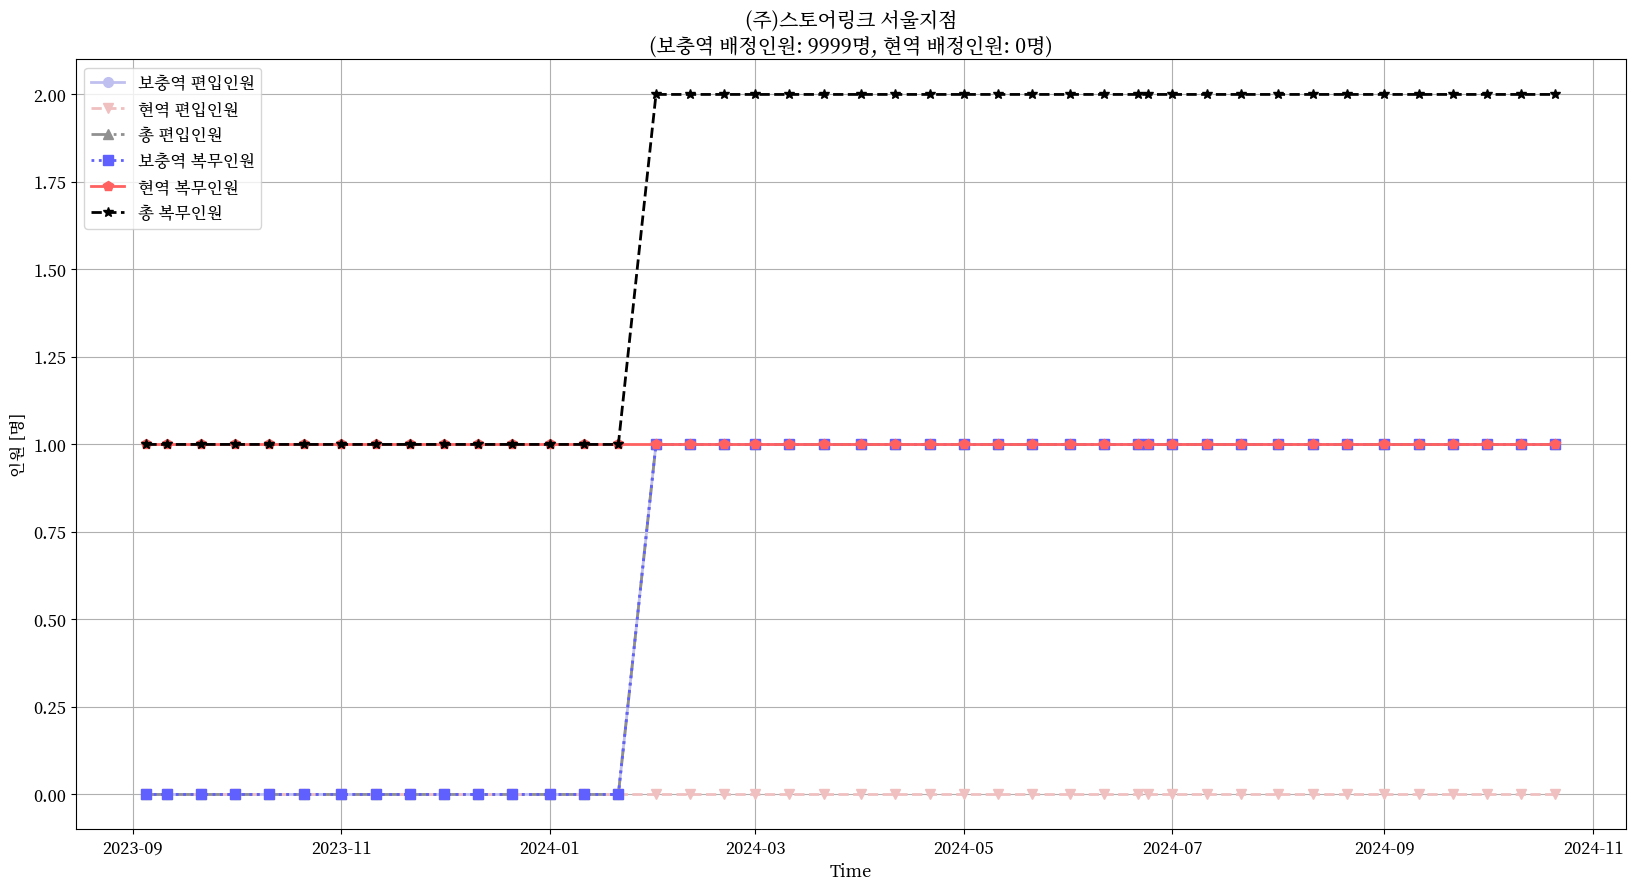 (주)스토어링크 서울지점
(보충역 배정인원: 9999명, 현역 배정인원: 0명)
보충역 편입인원
현역 편입인원
총 편입인원
보충역 복무인원
현역 복무인원
총 복무인원
2.00
1.75
1.50
1.25
1.00
0.75
0.50
0.25
0.00
인원 [명]
2023-09 2023-11 2024-01 2024-03 2024-05 2024-07 2024-09 2024-11
Time